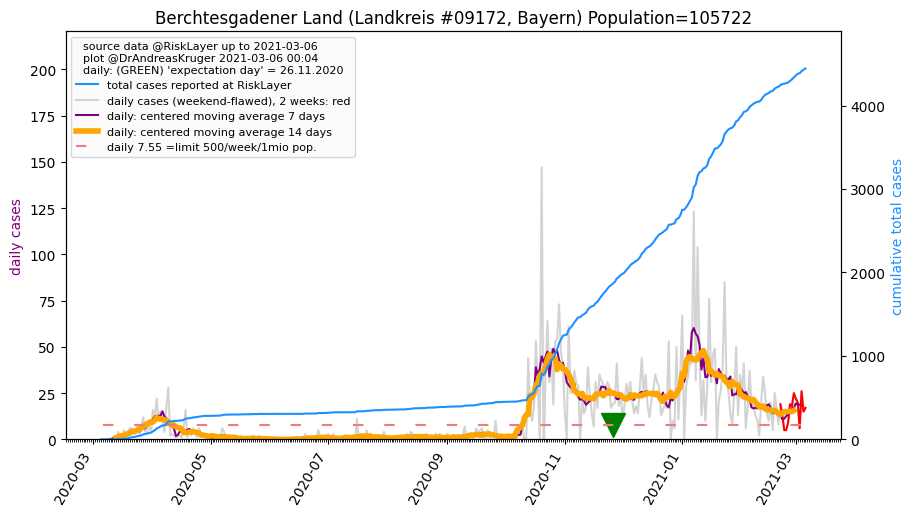 Berchtesgadener Land (Landkreis #09172, Bayern) Population=105722
source data @RiskLayer up to 2021-03-06
plot @DrAndreasKruger 2021-03-06 00:04
daily: (GREEN) 'expectation day' = 26.11.2020
total cases reported at RiskLayer
daily cases (weekend-flawed), 2 weeks: red
daily: centered moving average 7 days
daily: centered moving average 14 days
daily 7.55 =limit 500/week/1mio pop.
daily cases
200
175
150
125
100
75
50
25
0
cumulative total cases
4000
3000
2000
1000
0
2020-03
2020-05
2020-07
2020-09
2020-11
2021-01
2021-03